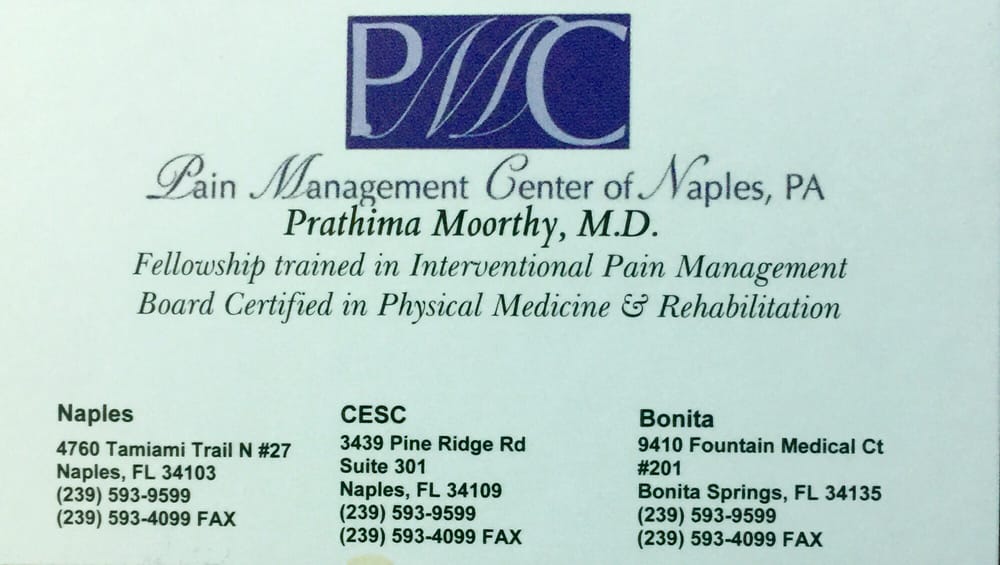 PMC
Pain Management Center of Naples, PA
Prathima Moorthy, M.D.
Fellowship trained in Interventional Pain Management
Board Certified in Physical Medicine & Rehabilitation
Naples
4760 Tamiami Trail N #27
Naples, FL 34103
(239) 593-9599
(239) 593-4099 FAX
CESC
3439 Pine Ridge Rd
Suite 301
Naples, FL 34109
(239) 593-9599
(239) 593-4099 FAX
Bonita
9410 Fountain Medical Ct
#201
Bonita Springs, FL 34135
(239) 593-9599
(239) 593-4099 FAX